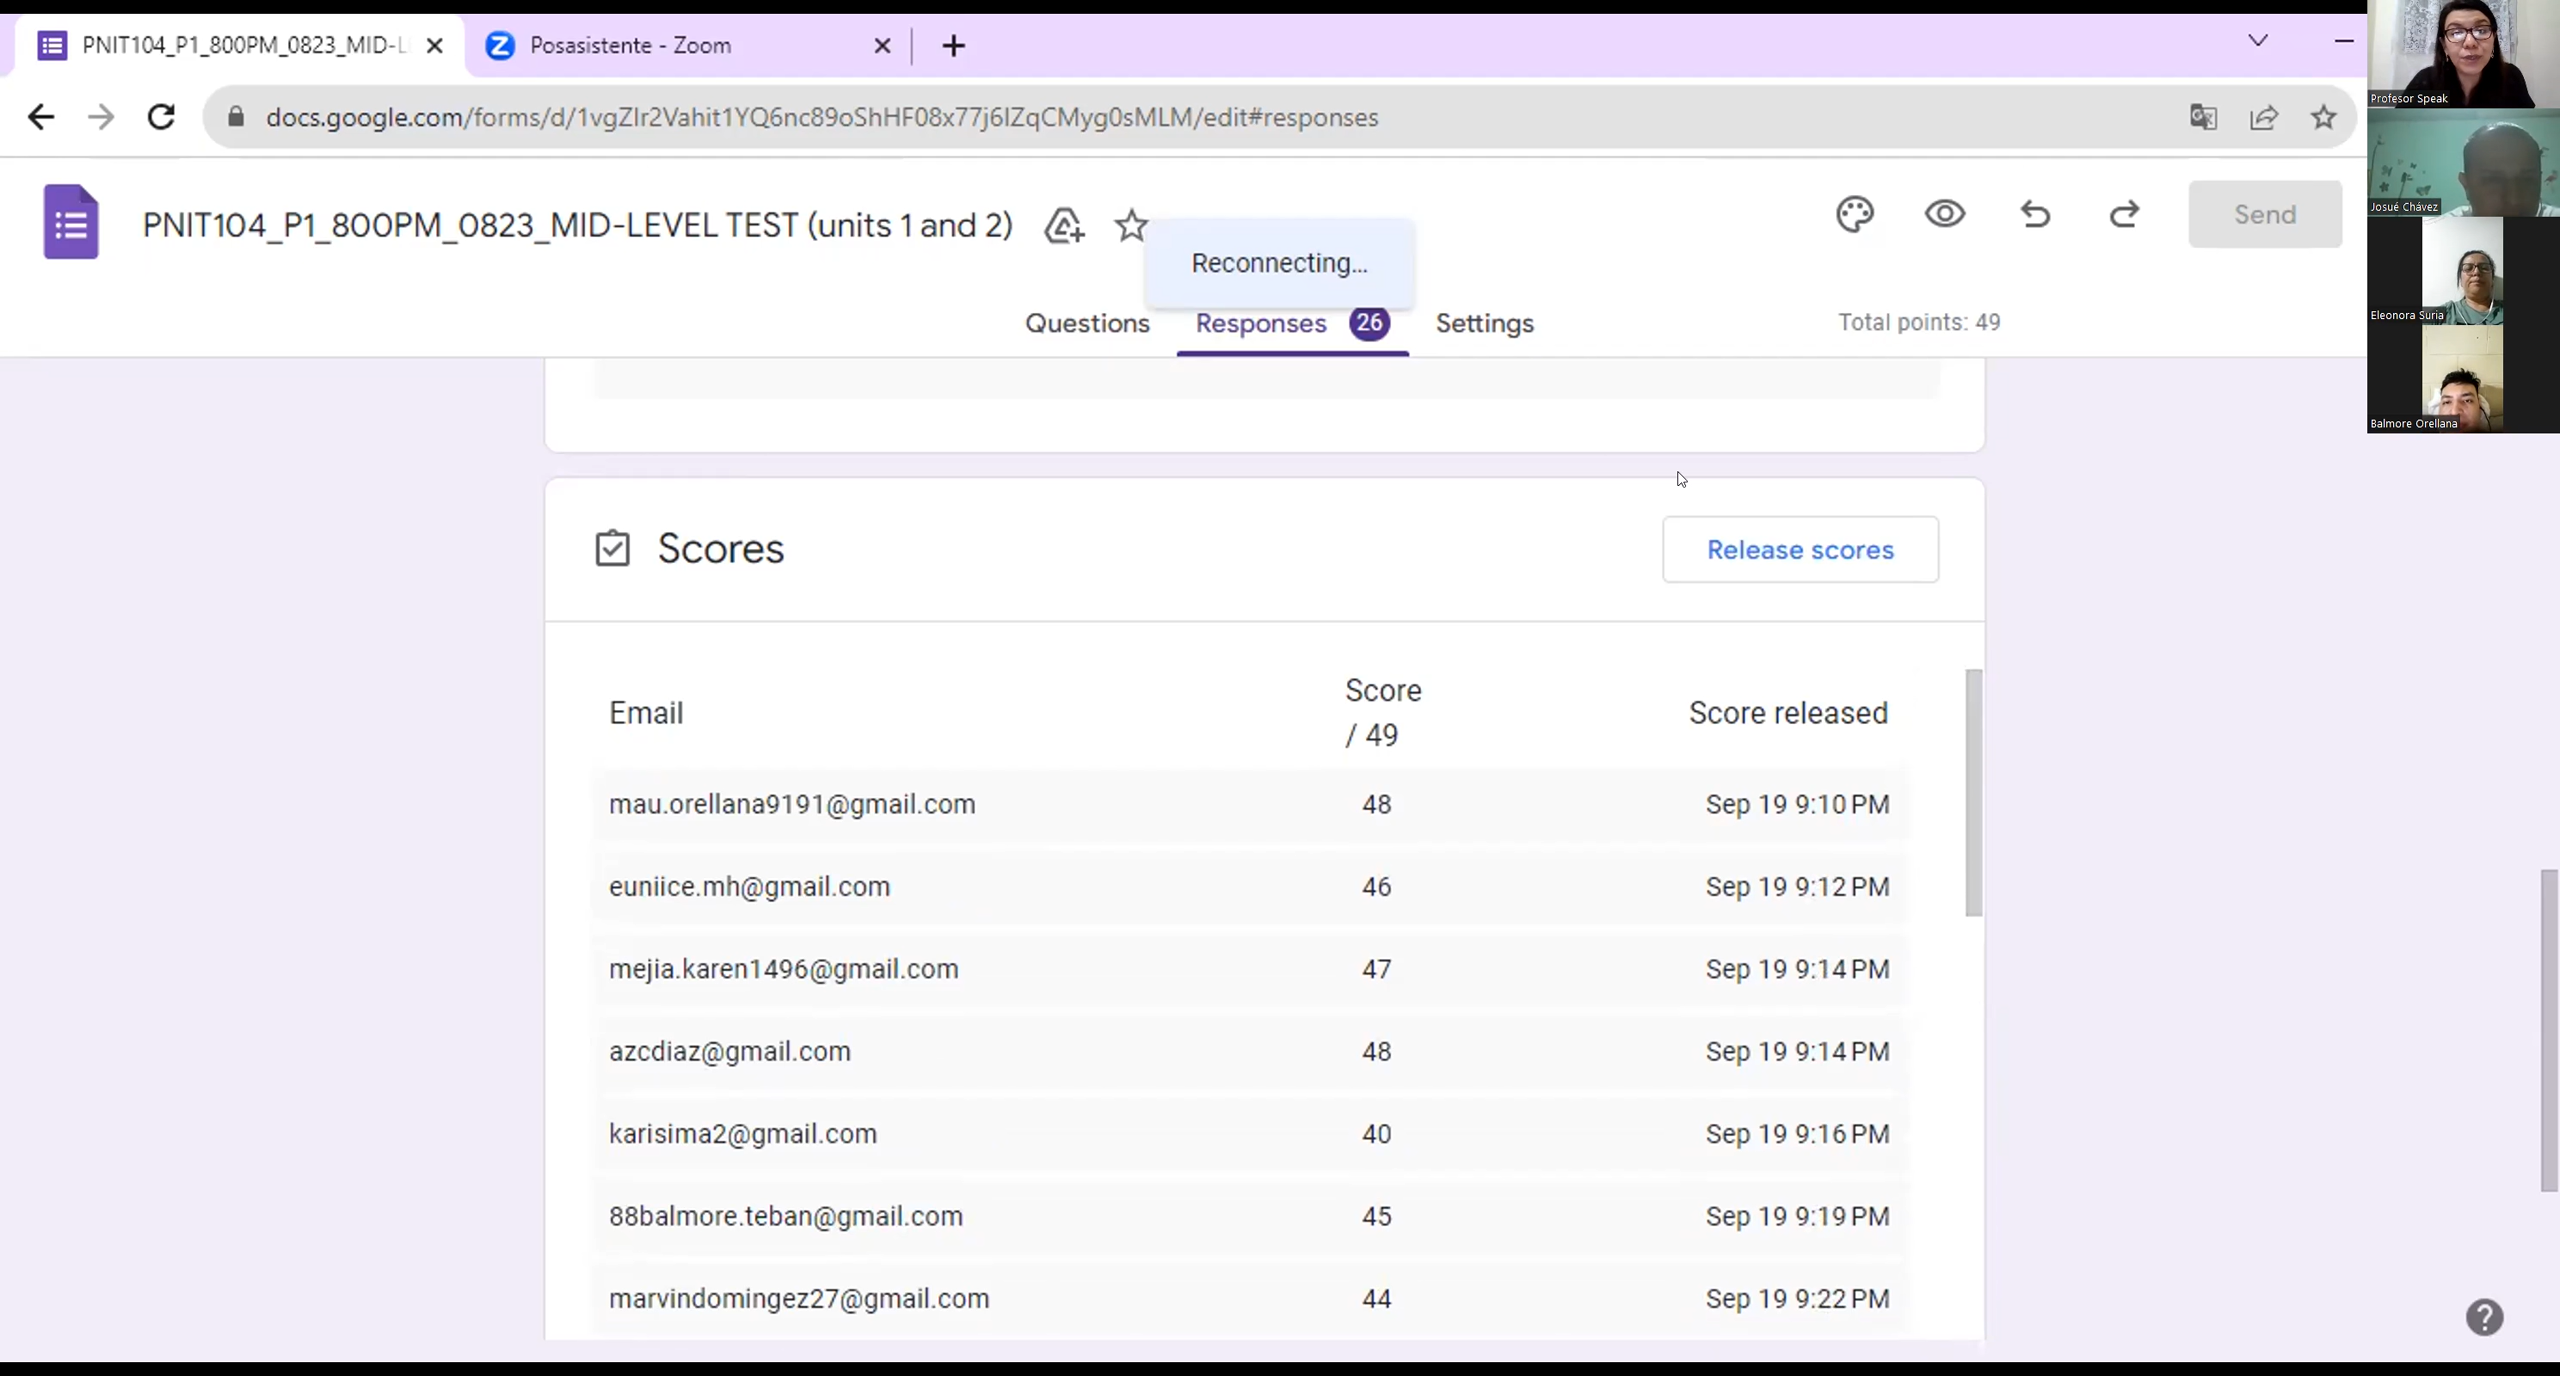 PNIT104_P1_800PM_0823_MID-L
Posasistente - Zoom
docs.google.com/forms/d/1vgZIr2Vahit1YQ6nc89oShHF08x77j6IZqCMyg0sMLM/edit#responses
PNIT104_P1_800PM_0823_MID-LEVEL TEST (units 1 and 2)
Send
Reconnecting...
Questions Responses 26 Settings Total points: 49
Scores
Release scores
Email Score / 49 Score released
mau.orellana9191@gmail.com 48 Sep 19 9:10 PM
euniice.mh@gmail.com 46 Sep 19 9:12 PM
mejia.karen1496@gmail.com 47 Sep 19 9:14 PM
azcdiaz@gmail.com 48 Sep 19 9:14 PM
karisima2@gmail.com 40 Sep 19 9:16 PM
88balmore.teban@gmail.com 45 Sep 19 9:19 PM
marvindomingez27@gmail.com 44 Sep 19 9:22 PM
Profesor Speak
Josué Chávez
Eleonora Suria
Balmore Orellana